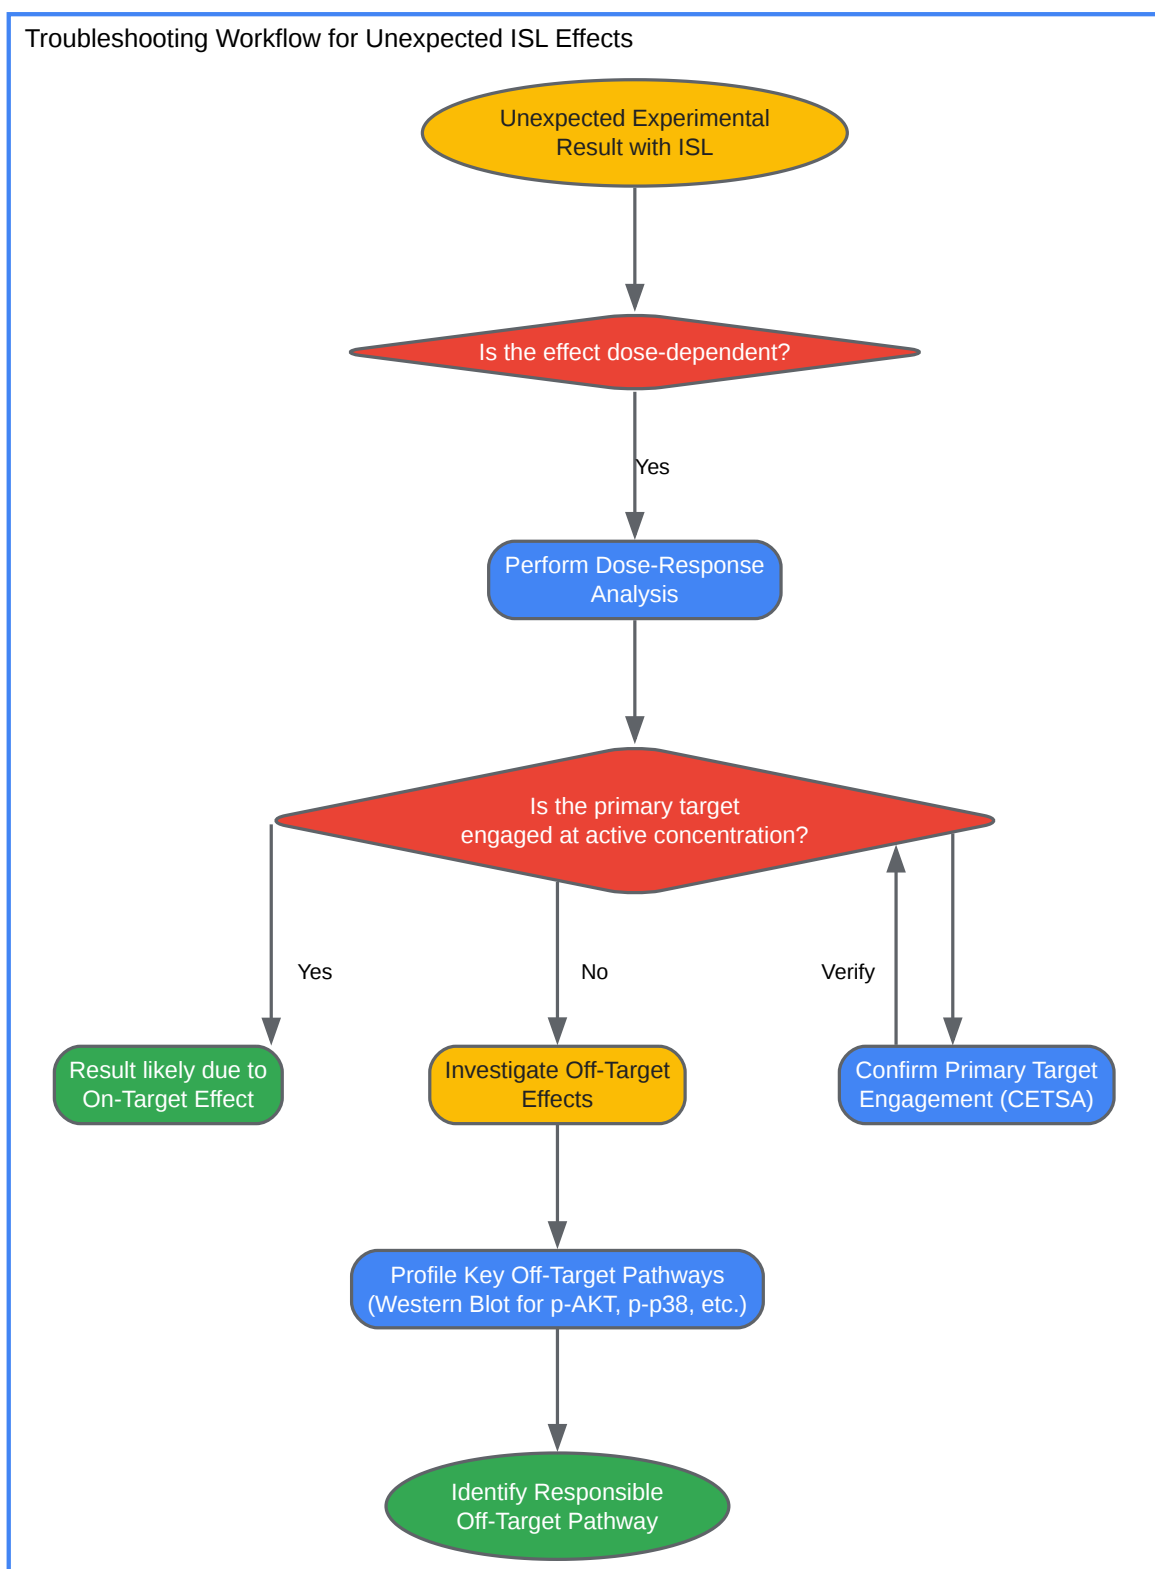 Troubleshooting Workflow for Unexpected ISL Effects
Unexpected Experimental
Result with ISL
Is the effect dose-dependent?
Yes
Perform Dose-Response
Analysis
Is the primary target
engaged at active concentration?
Yes
No
Verify
Result likely due to
On-Target Effect
Investigate Off-Target
Effects
Confirm Primary Target
Engagement (CETSA)
Profile Key Off-Target Pathways
(Western Blot for p-AKT, p-p38, etc.)
Identify Responsible
Off-Target Pathway